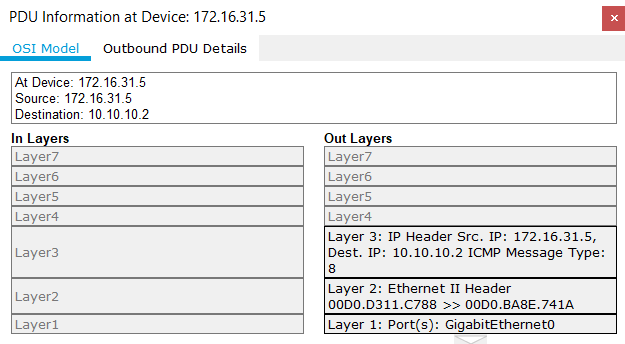 PDU Information at Device: 172.16.31.5
OSI Model Outbound PDU Details
At Device: 172.16.31.5
Source: 172.16.31.5
Destination: 10.10.10.2
In Layers
Layer7
Layer6
Layer5
Layer4
Layer3
Layer2
Layer1
Out Layers
Layer7
Layer6
Layer5
Layer4
Layer 3: IP Header Src. IP: 172.16.31.5,
Dest. IP: 10.10.10.2 ICMP Message Type:
8
Layer 2: Ethernet II Header
00D0.D311.C788 >> 00D0.BA8E.741A
Layer 1: Port(s): GigabitEthernet0